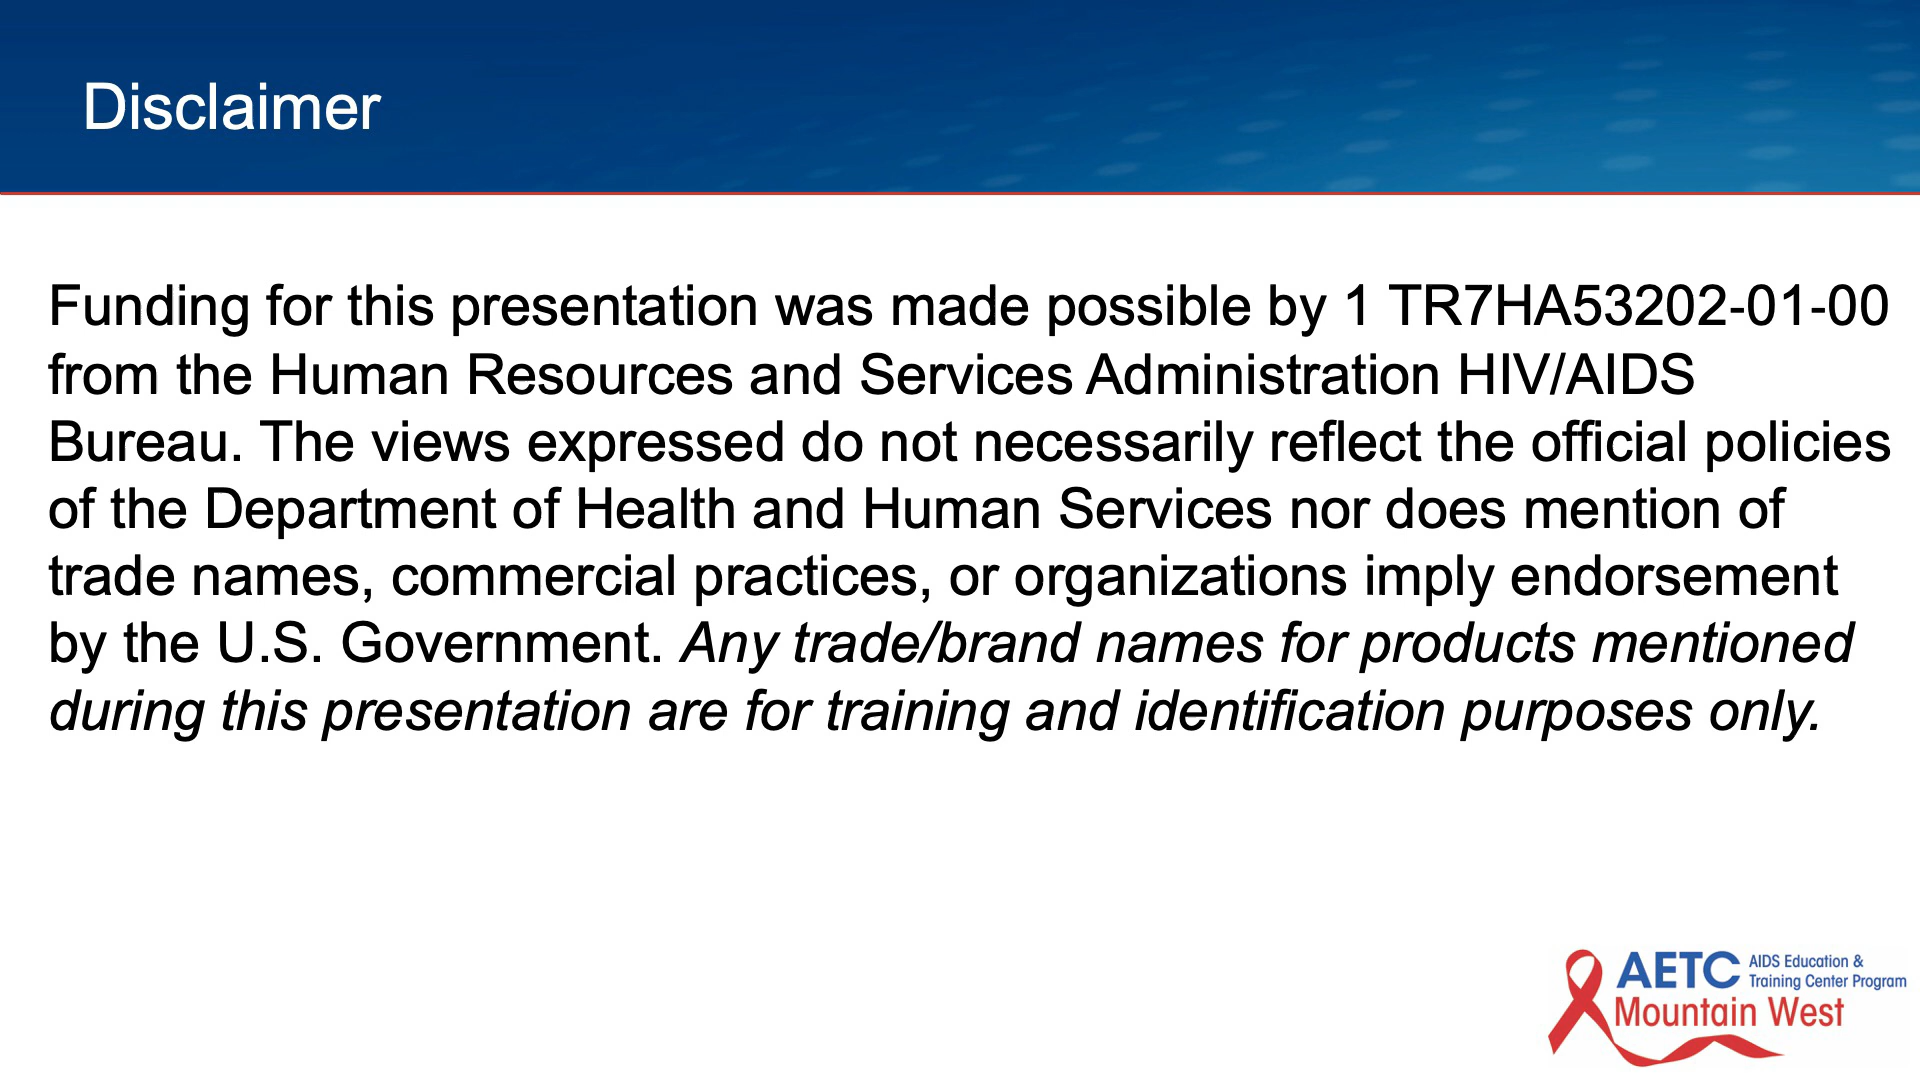 Disclaimer
Funding for this presentation was made possible by 1 TR7HA53202-01-00
from the Human Resources and Services Administration HIV/AIDS
Bureau. The views expressed do not necessarily reflect the official policies
of the Department of Health and Human Services nor does mention of
trade names, commercial practices, or organizations imply endorsement
by the U.S. Government. Any trade/brand names for products mentioned
during this presentation are for training and identification purposes only.
AETC AIDS Education &
Training Center Program
Mountain West